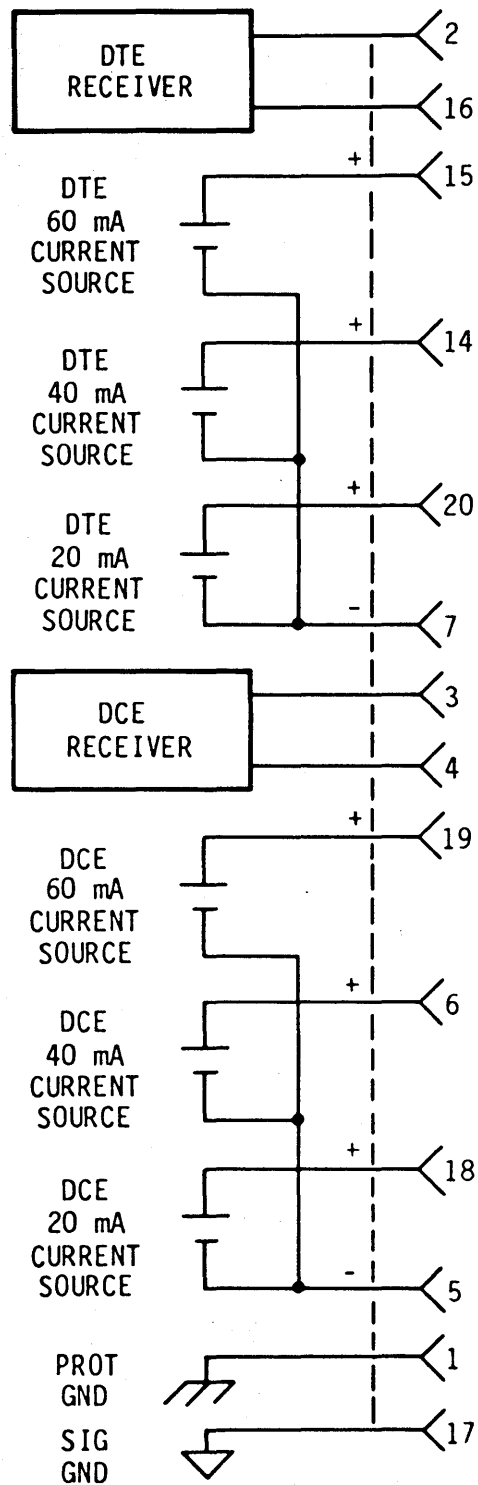 DTE
RECEIVER
2
16
+
15
DTE
60 mA
CURRENT
SOURCE
+
14
DTE
40 mA
CURRENT
SOURCE
+
20
DTE
20 mA
CURRENT
SOURCE
-
7
DCE
RECEIVER
3
4
+
19
DCE
60 mA
CURRENT
SOURCE
+
6
DCE
40 mA
CURRENT
SOURCE
+
18
DCE
20 mA
CURRENT
SOURCE
-
5
PROT
GND
1
SIG
GND
17